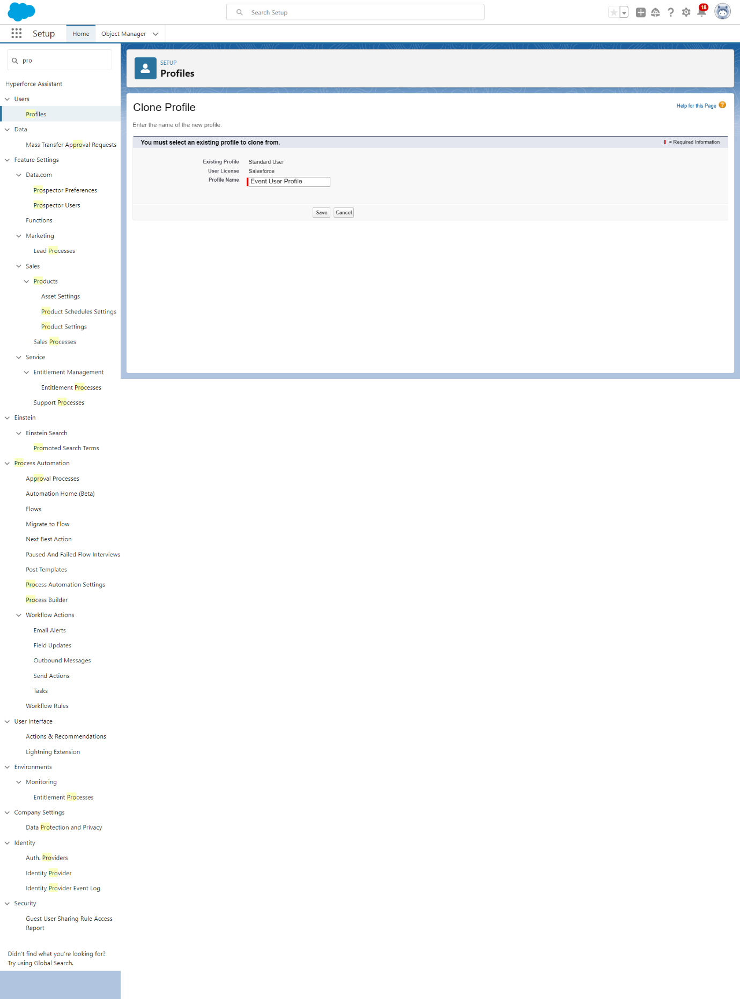 Search Setup
18
Setup
Home
Object Manager
pro
Hyperforce Assistant
Users
Profiles
Data
Mass Transfer Approval Requests
Feature Settings
Data.com
Prospector Preferences
Prospector Users
Functions
Marketing
Lead Processes
Sales
Products
Asset Settings
Product Schedules Settings
Product Settings
Sales Processes
Service
Entitlement Management
Entitlement Processes
Support Processes
Einstein
Einstein Search
Promoted Search Terms
Process Automation
Approval Processes
Automation Home (Beta)
Flows
Migrate to Flow
Next Best Action
Paused And Failed Flow Interviews
Post Templates
Process Automation Settings
Process Builder
Workflow Actions
Email Alerts
Field Updates
Outbound Messages
Send Actions
Tasks
Workflow Rules
User Interface
Actions & Recommendations
Lightning Extension
Environments
Monitoring
Entitlement Processes
Company Settings
Data Protection and Privacy
Identity
Auth. Providers
Identity Provider
Identity Provider Event Log
Security
Guest User Sharing Rule Access
Report
Didn't find what you're looking for?
Try using Global Search.
SETUP
Profiles
Clone Profile
Help for this Page ?
Enter the name of the new profile.
You must select an existing profile to clone from.
= Required Information
Existing Profile Standard User
User License Salesforce
Profile Name Event User Profile
Save Cancel